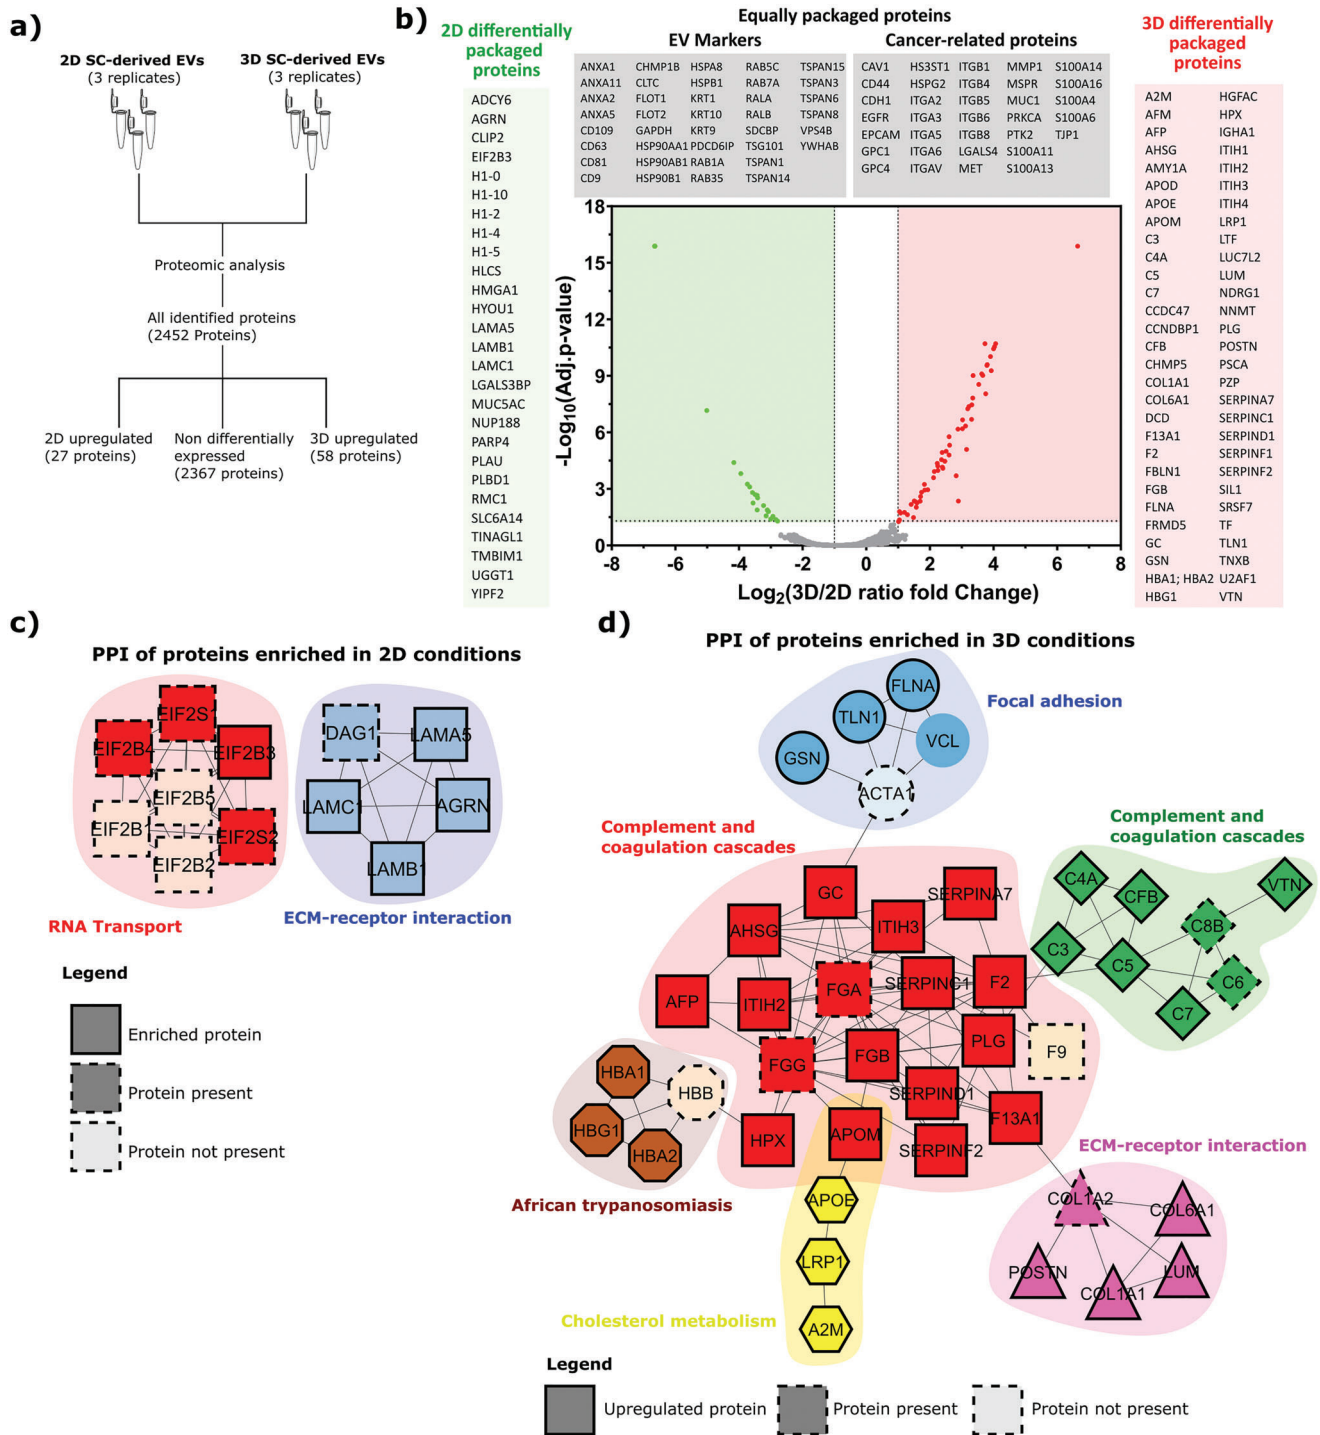 a)
2D SC-derived EVs
(3 replicates)
3D SC-derived EVs
(3 replicates)
Proteomic analysis
All identified proteins
(2452 Proteins)
2D upregulated
(27 proteins)
Non differentially
expressed
(2367 proteins)
3D upregulated
(58 proteins)
b)
2D differentially
packaged
proteins
ADCY6
AGRN
CLIP2
EIF2B3
H1-0
H1-10
H1-2
H1-4
H1-5
HLCS
HMGA1
HYOU1
LAMA5
LAMB1
LAMC1
LGALS3BP
MUC5AC
NUP188
PARP4
PLAU
PLBD1
RMC1
SLC6A14
TINAGL1
TMBIM1
UGGT1
YIPF2
Equally packaged proteins
EV Markers
ANXA1 CHMP1B HSPA8 RAB5C TSPAN15
ANXA11 CLTC HSPB1 RAB7A TSPAN3
ANXA2 FLOT1 KRT1 RALA TSPAN6
ANXA5 FLOT2 KRT10 RALB TSPAN8
CD109 GAPDH KRT9 SDCBP VPS4B
CD63 HSP90AA1 PDCD6IP TSG101 YWHAB
CD81 HSP90AB1 RAB1A TSPAN1
CD9 HSP90B1 RAB35 TSPAN14
Cancer-related proteins
CAV1 HS3ST1 ITGB1 MMP1 S100A14
CD44 HSPG2 ITGB4 MSPR S100A16
CDH1 ITGA2 ITGB5 MUC1 S100A4
EGFR ITGA3 ITGB6 PRKCA S100A6
EPCAM ITGA5 ITGB8 PTK2 TJP1
GPC1 ITGA6 LGALS4 S100A11
GPC4 ITGAV MET S100A13
18
15
12
9
6
3
0
-Log10(Adj.p-value)
-8 -6 -4 -2 0 2 4 6 8
Log2(3D/2D ratio fold Change)
3D differentially
packaged
proteins
A2M HGFAC
AFM HPX
AFP IGHA1
AHSG ITIH1
AMY1A ITIH2
APOD ITIH3
APOE ITIH4
APOM LRP1
C3 LTF
C4A LUC7L2
C5 LUM
C7 NDRG1
CCDC47 NNMT
CCNDBP1 PLG
CFB POSTN
CHMP5 PSCA
COL1A1 PZP
COL6A1 SERPINA7
DCD SERPINC1
F13A1 SERPIND1
F2 SERPINF1
FBLN1 SERPINF2
FGB SIL1
FLNA SRSF7
FRMD5 TF
GC TLN1
GSN TNXB
HBA1; HBA2 U2AF1
HBG1 VTN
c)
PPI of proteins enriched in 2D conditions
EIF2S1
EIF2B4
EIF2B3
EIF2B5
EIF2B1
EIF2S2
EIF2B2
RNA Transport
DAG1
LAMA5
LAMC1
AGRN
LAMB1
ECM-receptor interaction
Legend
Enriched protein
Protein present
Protein not present
d)
PPI of proteins enriched in 3D conditions
FLNA
TLN1
VCL
GSN
ACTA1
Focal adhesion
Complement and
coagulation cascades
GC
SERPINA7
AHSG
ITIH3
AFP
ITIH2
FGA
SERPINC1
F2
FGG
FGB
PLG
F9
SERPIND1
HPX
APOM
SERPINF2
F13A1
Complement and
coagulation cascades
C4A
CFB
VTN
C8B
C3
C5
C6
C7
HBA1
HBB
HBG1
HBA2
African trypanosomiasis
APOE
LRP1
A2M
Cholesterol metabolism
ECM-receptor interaction
COL1A2
COL6A1
POSTN
COL1A1
LUM
Legend
Upregulated protein
Protein present
Protein not present